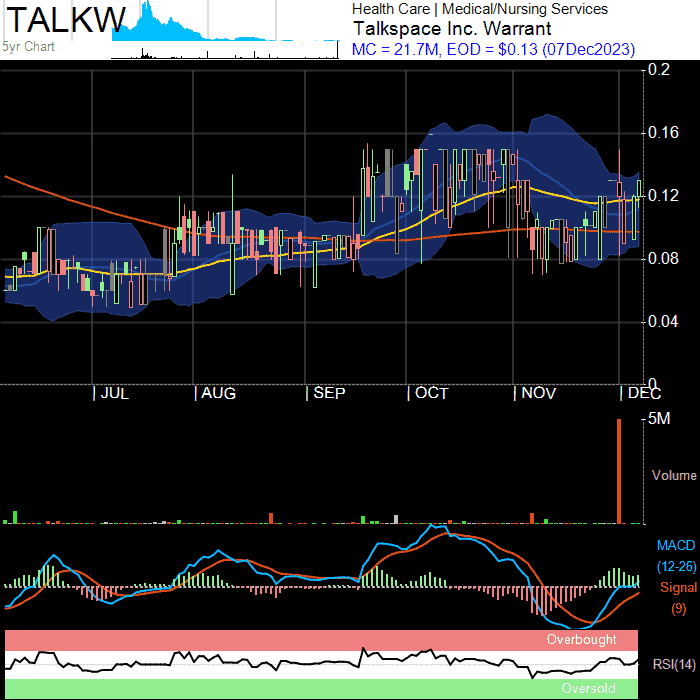 TALKW
5yr Chart
Health Care | Medical/Nursing Services
Talkspace Inc. Warrant
MC = 21.7M, EOD = $0.13 (07Dec2023)
0.2
0.16
0.12
0.08
0.04
0
| JUL | AUG | SEP | OCT | NOV | DEC
5M
Volume
MACD
(12-26)
Signal
(9)
Overbought
RSI(14)
Oversold